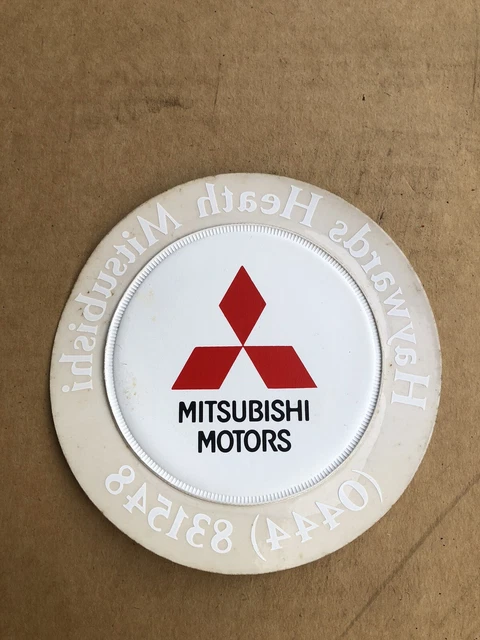 Haywards Heath Mitsubishi
MITSUBISHI
MOTORS
(0444) 831548